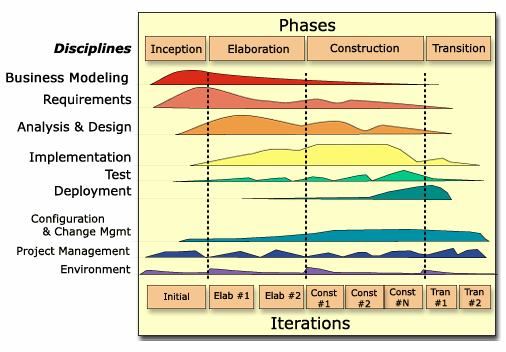 Phases
Disciplines
Inception
Elaboration
Construction
Transition
Business Modeling
Requirements
Analysis & Design
Implementation
Test
Deployment
Configuration
& Change Mgmt
Project Management
Environment
Initial
Elab #1
Elab #2
Const
#1
Const
#2
Const
#N
Tran
#1
Tran
#2
Iterations